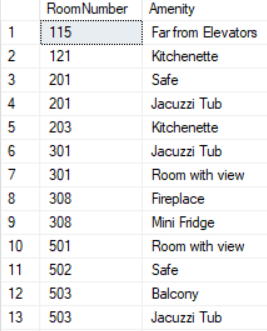 RoomNumber Amenity
1 115 Far from Elevators
2 121 Kitchenette
3 201 Safe
4 201 Jacuzzi Tub
5 203 Kitchenette
6 301 Jacuzzi Tub
7 301 Room with view
8 308 Fireplace
9 308 Mini Fridge
10 501 Room with view
11 502 Safe
12 503 Balcony
13 503 Jacuzzi Tub